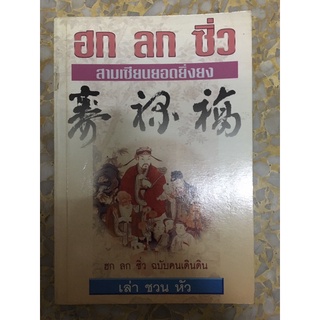 ฮก ลก ซิ่ว
สามเซียนยอดยิ่งยง
壽 祿 福
ฮก ลก ซิ่ว ฉบับคนเดินดิน
เล่า ชวน หัว